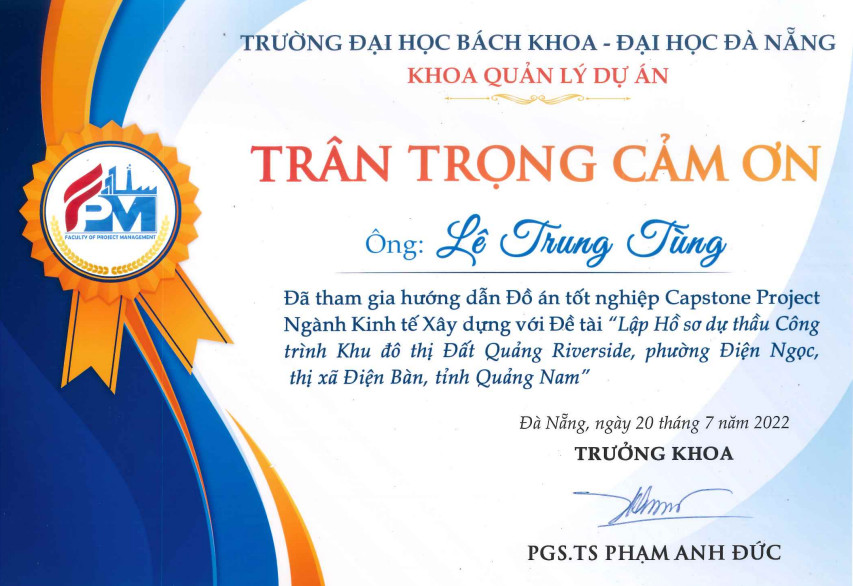 TRƯỜNG ĐẠI HỌC BÁCH KHOA - ĐẠI HỌC ĐÀ NẴNG
KHOA QUẢN LÝ DỰ ÁN
TRÂN TRỌNG CẢM ƠN
FPM
FACULTY OF PROJECT MANAGEMENT
Ông: Lê Trung Tùng
Đã tham gia hướng dẫn Đồ án tốt nghiệp Capstone Project
Ngành Kinh tế Xây dựng với Đề tài “Lập Hồ sơ dự thầu Công
trình Khu đô thị Đất Quảng Riverside, phường Điện Ngọc,
thị xã Điện Bàn, tỉnh Quảng Nam”
Đà Nẵng, ngày 20 tháng 7 năm 2022
TRƯỞNG KHOA
PGS.TS PHẠM ANH ĐỨC